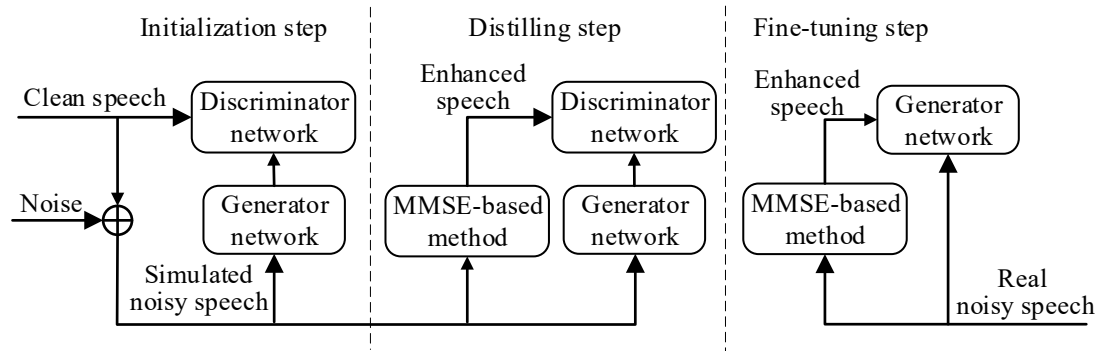 Initialization step
Clean speech
Discriminator
network
Noise
Generator
network
Simulated
noisy speech
Distilling step
Enhanced
speech
Discriminator
network
MMSE-based
method
Generator
network
Fine-tuning step
Enhanced
speech
Generator
network
MMSE-based
method
Real
noisy speech